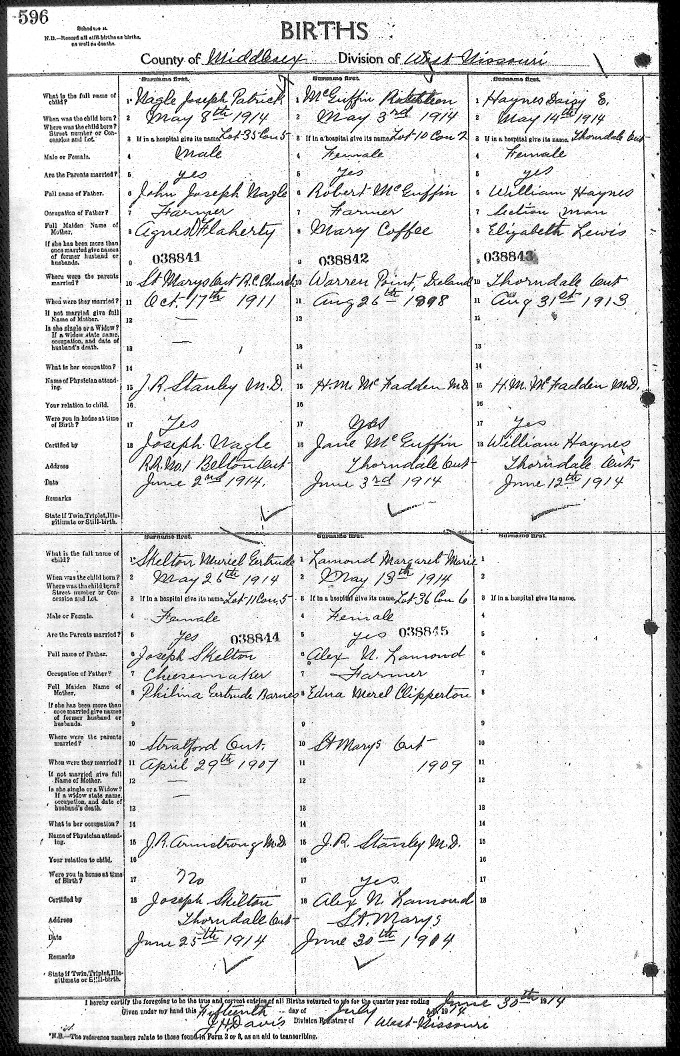 596
Schedule A.
N.B.—Record all still births as births,
as well as deaths.
BIRTHS
County of Middlesex Division of West Nissouri
Surname first. Surname first. Surname first.
What is the full name of child? 1 Nagle Joseph Patrick 1 McGuffin 1 Haynes Daisy E.
When was the child born? 2 May 8th 1914 2 May 3rd 1914 2 May 14th 1914
Where was the child born? Street number or Concession and Lot. 3 If in a hospital give its name. Lot 35 Con 5 3 If in a hospital give its name. Lot 10 Con 2 3 If in a hospital give its name. Thorndale Ont
Male or Female. 4 Male 4 Female 4 Female
Are the Parents married? 5 yes 5 yes 5 yes
Full name of Father. 6 John Joseph Nagle 6 Robert McGuffin 6 William Haynes
Occupation of Father? 7 Farmer 7 Farmer 7 Section Man
Full Maiden Name of Mother. 8 Agnes Flaherty 8 Mary Coffee 8 Elizabeth Lewis
If she has been more than once married give names of former husband or husbands. 9 038841 9 038842 9 038843
Where were the parents married? 10 St Marys Ont R.C. Church 10 Warren Point, Ireland 10 Thorndale Ont
When were they married? 11 Oct. 17th 1911 11 Aug 26th 1898 11 Aug 31st 1913
If not married give full Name of Mother. 12 — 12 12
Is she single or a Widow? If a widow state name, occupation, and date of husband's death. 13 — 13 13
What is her occupation? 14 14 14
Name of Physician attending. 15 J.R. Stanley M.D. 15 H.M. McFadden M.D. 15 H.M. McFadden M.D.
Your relation to child. 16 16 16
Were you in house at time of Birth? 17 Yes 17 Yes 17 yes
Certified by 18 Joseph Nagle 18 Jane McGuffin 18 William Haynes
Address R.R. No. 1 Belton Ont Thorndale Ont Thorndale Ont,
Date June 2nd 1914, June 3rd 1914 June 12th 1914
Remarks
State if Twin, Triplet, Illegitimate or Still-birth.
Surname first. Surname first. Surname first.
What is the full name of child? 1 Skelton Muriel Gertrude 1 Lamond Margaret Marie 1
When was the child born? 2 May 26th 1914 2 May 13th 1914 2
Where was the child born? Street number or Concession and Lot. 3 If in a hospital give its name. Lot 11 Con, 5 3 If in a hospital give its name. Lot 36 Con 6 3 If in a hospital give its name.
Male or Female. 4 Female 4 Female 4
Are the Parents married? 5 yes 038844 5 yes 038845 5
Full name of Father. 6 Joseph Skelton 6 Alex N. Lamond 6
Occupation of Father? 7 Cheesemaker 7 Farmer 7
Full Maiden Name of Mother. 8 Philina Gertrude Barnes 8 Edna Merel Clipperton 8
If she has been more than once married give names of former husband or husbands. 9 9 9
Where were the parents married? 10 Stratford Ont, 10 St Marys Ont 10
When were they married? 11 April 29th 1907 11 1909 11
If not married give full Name of Mother. 12 — 12 12
Is she single or a Widow? If a widow state name, occupation, and date of husband's death. 13 — 13 13
What is her occupation? 14 14 14
Name of Physician attending. 15 J.R. Armstrong M.D. 15 J.R. Stanley M.D. 15
Your relation to child. 16 16 16
Were you in house at time of Birth? 17 No 17 yes 17
Certified by 18 Joseph Skelton 18 Alex N Lamond 18
Address Thorndale Ont St. Marys
Date June 25th 1914 June 30th 1904
Remarks
State if Twin, Triplet, Illegitimate or Still-birth.
I hereby certify the foregoing to be the true and correct entries of all Births returned to me for the quarter year ending June 30th 1914
Given under my hand this Fifteenth day of July A.D. 1914
J.H. Davis Division Registrar of West Nissouri
*N.B.—The reference numbers relate to those found in Form 2 or 3, as an aid to transcribing.